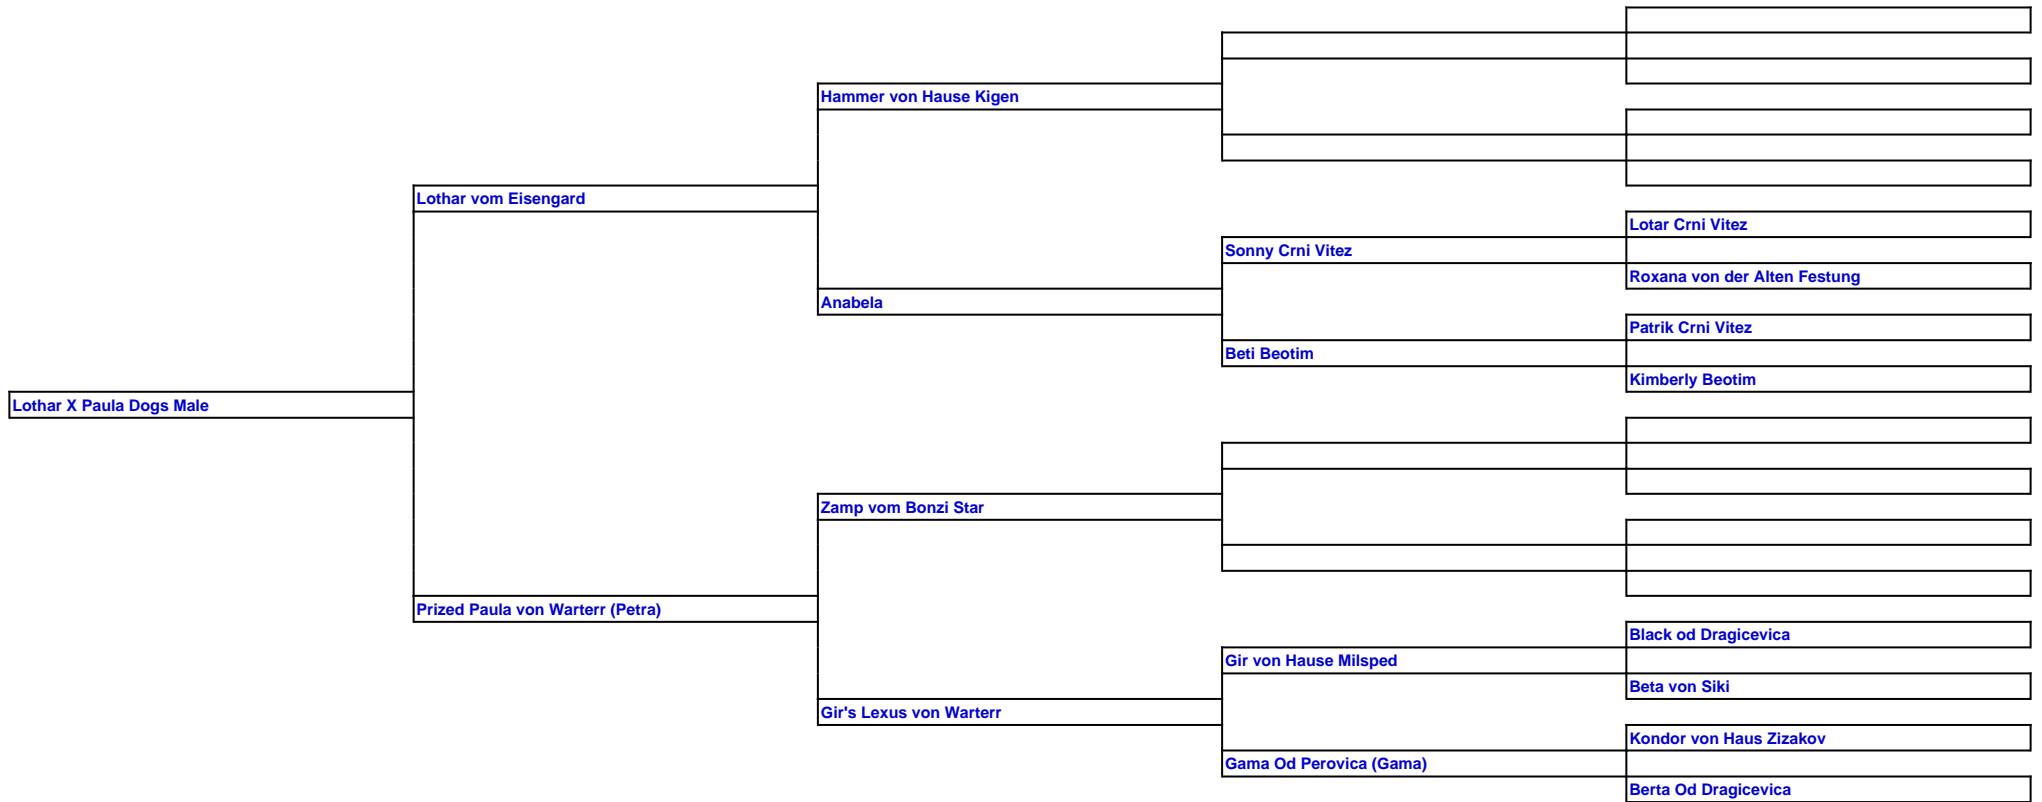 Hammer von Hause Kigen
Lothar vom Eisengard
Lotar Crni Vitez
Sonny Crni Vitez
Roxana von der Alten Festung
Anabela
Patrik Crni Vitez
Beti Beotim
Kimberly Beotim
Lothar X Paula Dogs Male
Zamp vom Bonzi Star
Prized Paula von Warterr (Petra)
Black od Dragicevica
Gir von Hause Milsped
Beta von Siki
Gir's Lexus von Warterr
Kondor von Haus Zizakov
Gama Od Perovica (Gama)
Berta Od Dragicevica